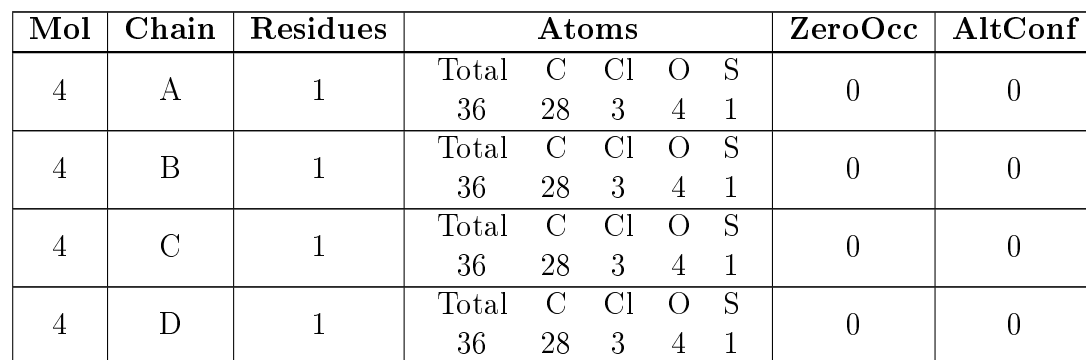 Mol Chain Residues Atoms ZeroOcc AltConf
4 A 1 Total C Cl O S 0 0
36 28 3 4 1
4 B 1 Total C Cl O S 0 0
36 28 3 4 1
4 C 1 Total C Cl O S 0 0
36 28 3 4 1
4 D 1 Total C Cl O S 0 0
36 28 3 4 1